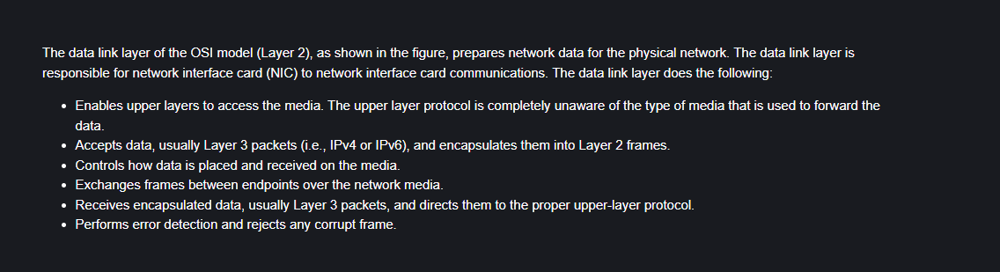 The data link layer of the OSI model (Layer 2), as shown in the figure, prepares network data for the physical network. The data link layer is
responsible for network interface card (NIC) to network interface card communications. The data link layer does the following:
• Enables upper layers to access the media. The upper layer protocol is completely unaware of the type of media that is used to forward the
data.
• Accepts data, usually Layer 3 packets (i.e., IPv4 or IPv6), and encapsulates them into Layer 2 frames.
• Controls how data is placed and received on the media.
• Exchanges frames between endpoints over the network media.
• Receives encapsulated data, usually Layer 3 packets, and directs them to the proper upper-layer protocol.
• Performs error detection and rejects any corrupt frame.